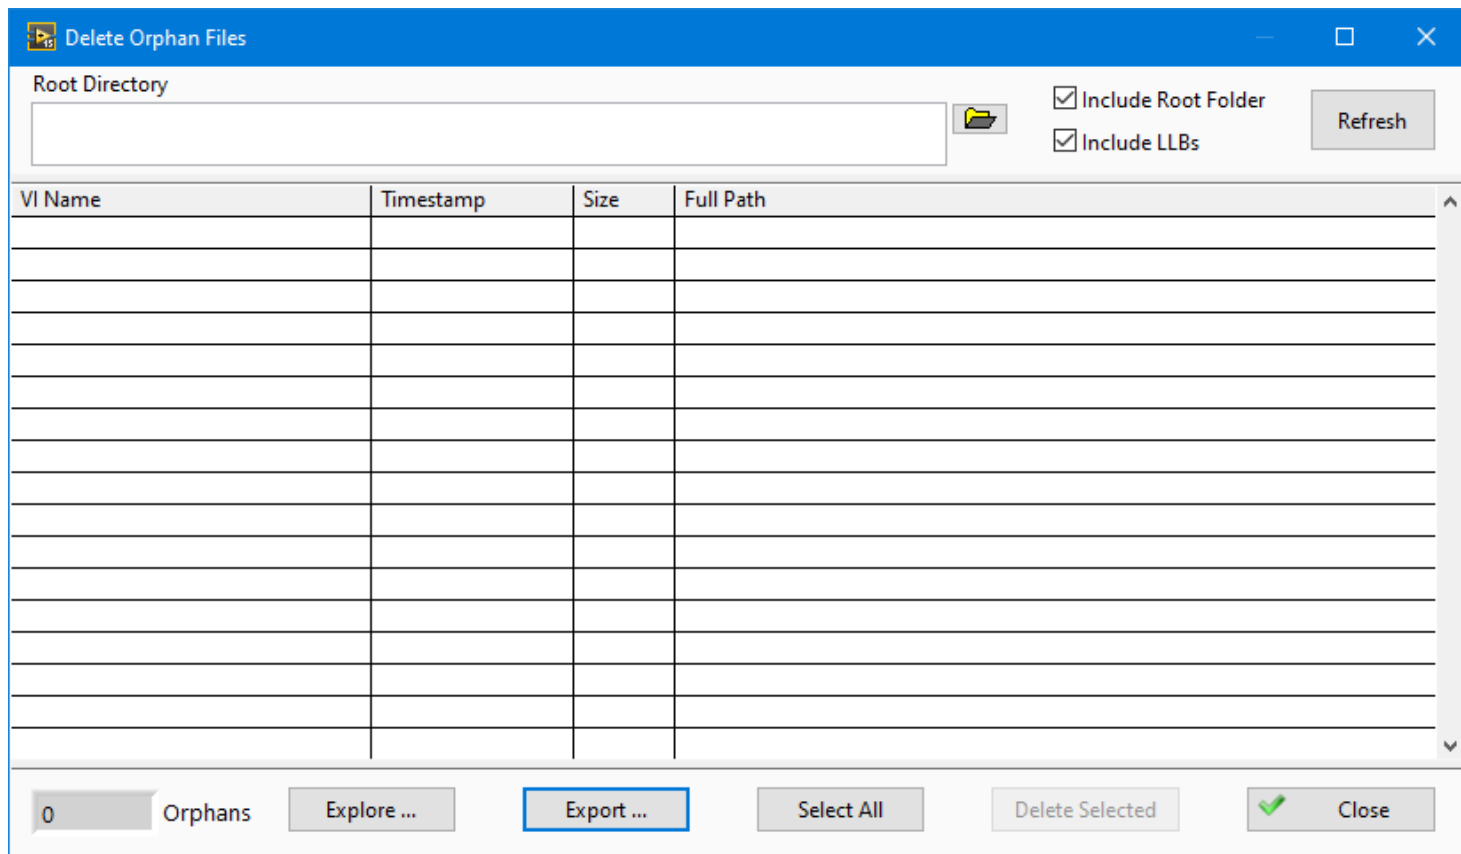 Delete Orphan Files
Root Directory
Include Root Folder
Include LLBs
Refresh
VI Name Timestamp Size Full Path
0 Orphans Explore ... Export ... Select All Delete Selected Close